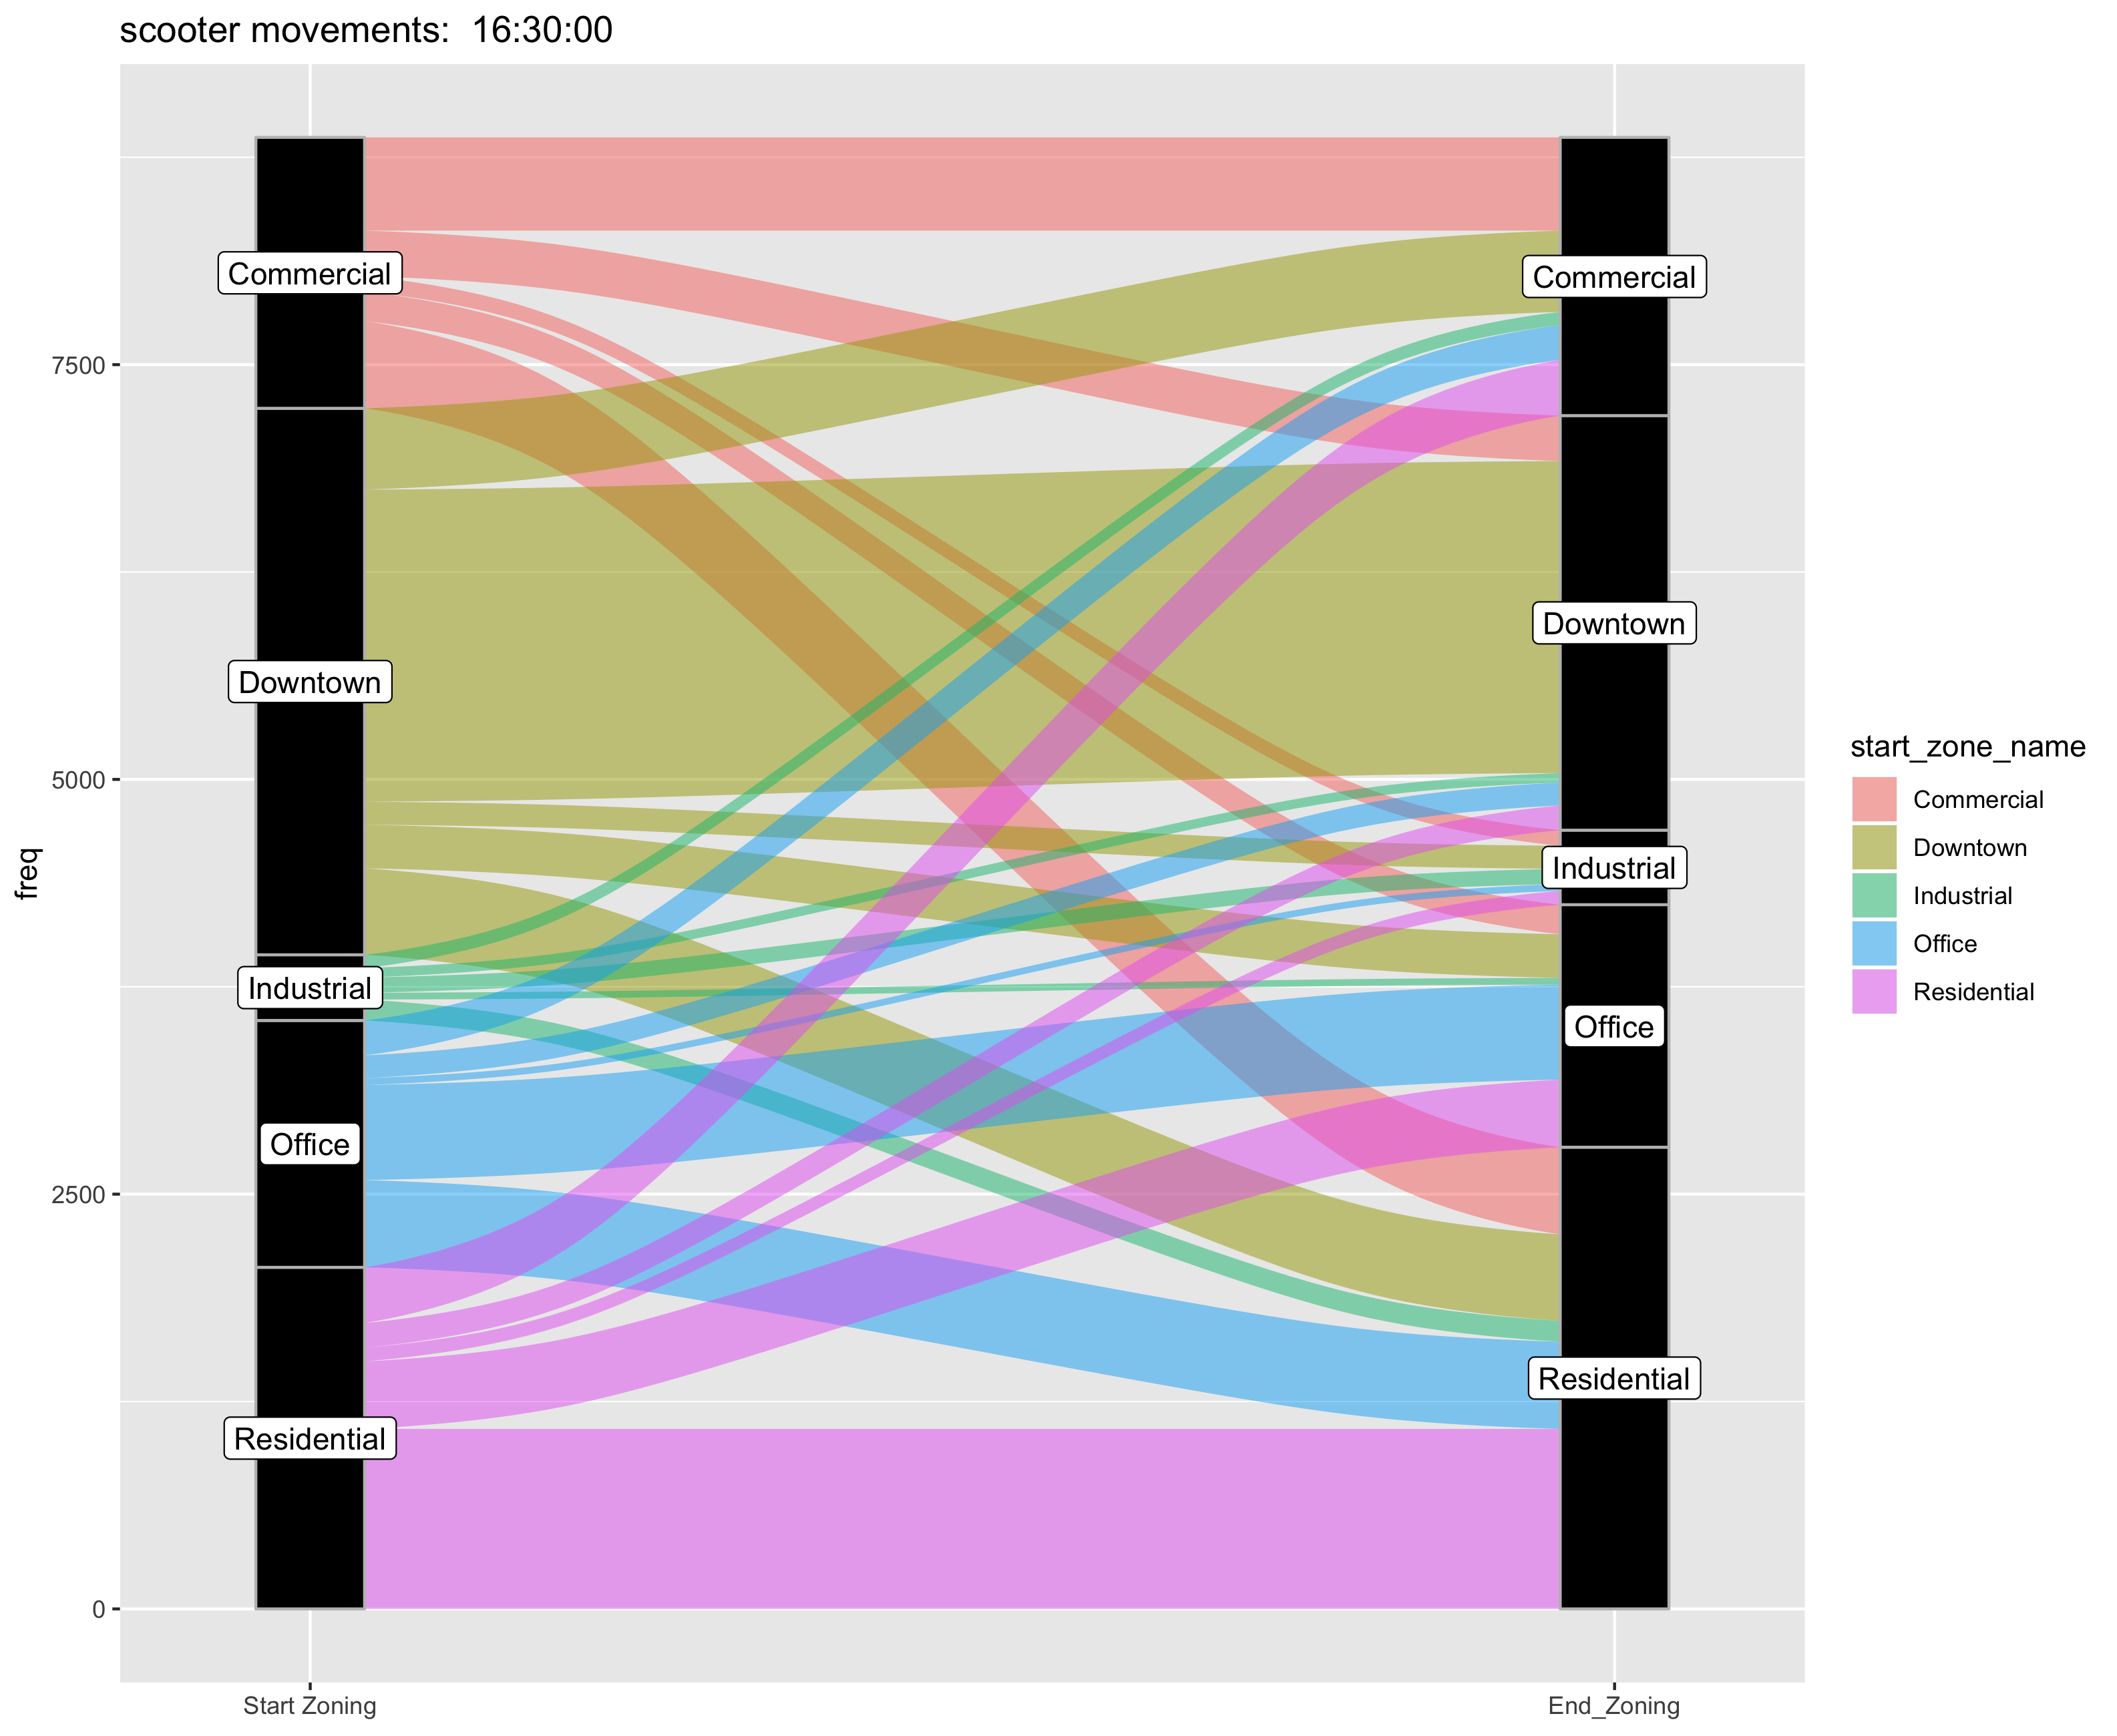 scooter movements:  16:30:00
freq
7500
5000
2500
0
Commercial
Downtown
Industrial
Office
Residential
Commercial
Downtown
Industrial
Office
Residential
Start Zoning
End_Zoning
start_zone_name
Commercial
Downtown
Industrial
Office
Residential